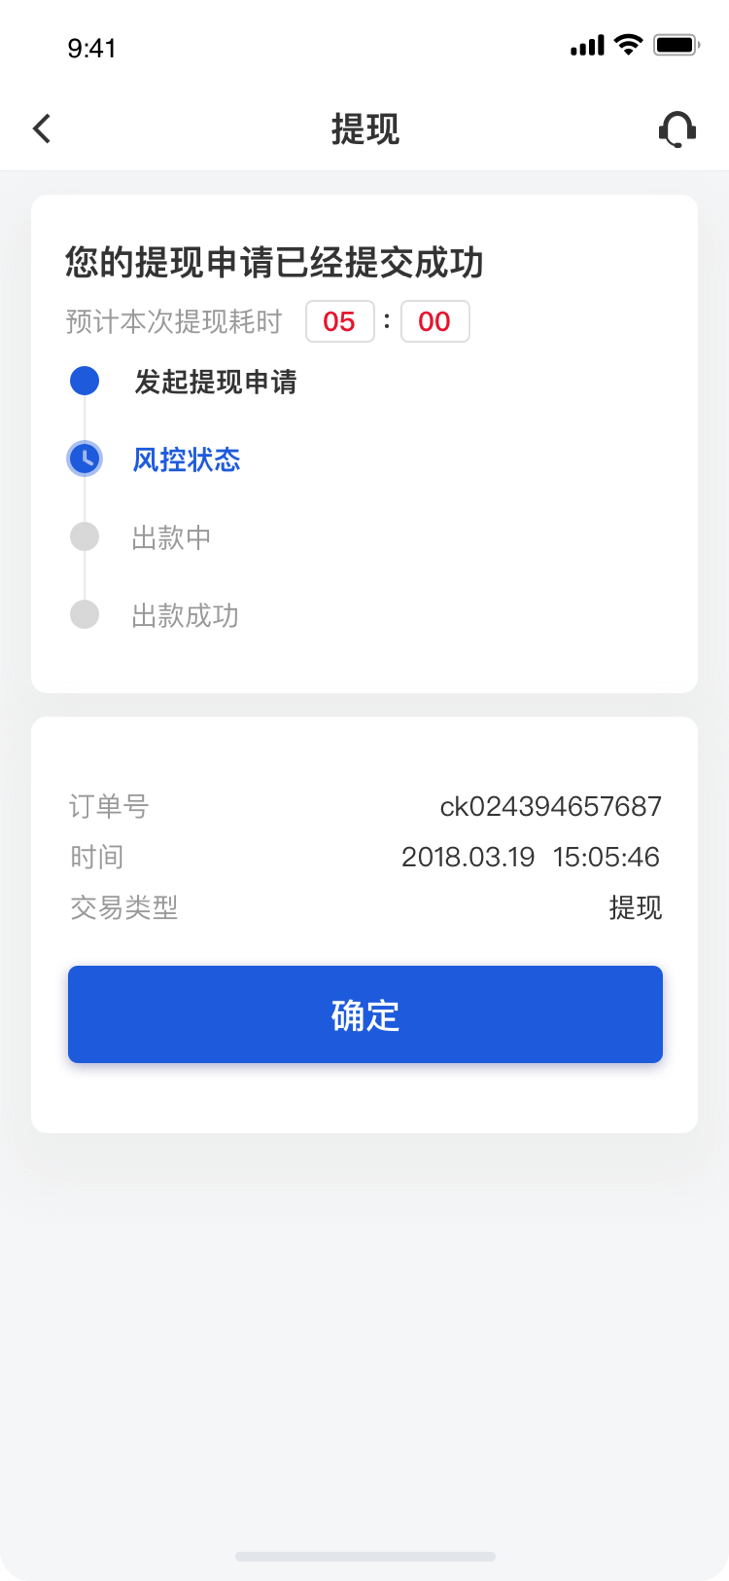 9:41
提现
您的提现申请已经提交成功
预计本次提现耗时 05 : 00
发起提现申请
风控状态
出款中
出款成功
订单号 ck024394657687
时间 2018.03.19 15:05:46
交易类型 提现
确定